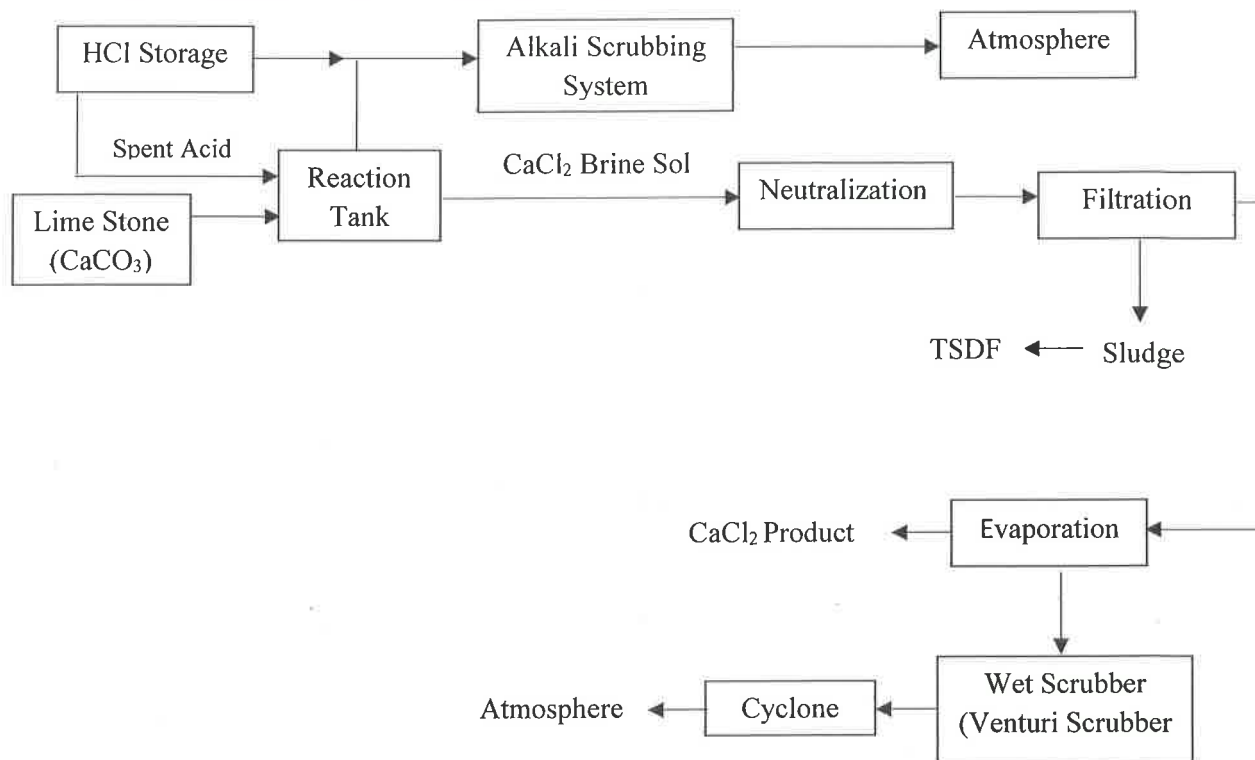 HCl Storage
Alkali Scrubbing
System
Atmosphere
Spent Acid
Reaction
Tank
CaCl₂ Brine Sol
Neutralization
Filtration
Lime Stone
(CaCO₃)
TSDF
Sludge
CaCl₂ Product
Evaporation
Atmosphere
Cyclone
Wet Scrubber
(Venturi Scrubber